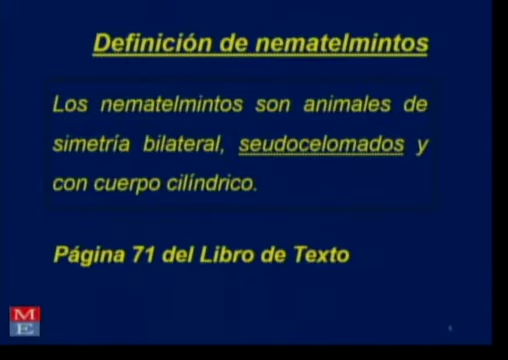 Definición de nematelmintos
Los nematelmintos son animales de
simetría bilateral, seudocelomados y
con cuerpo cilíndrico.
Página 71 del Libro de Texto
M
E